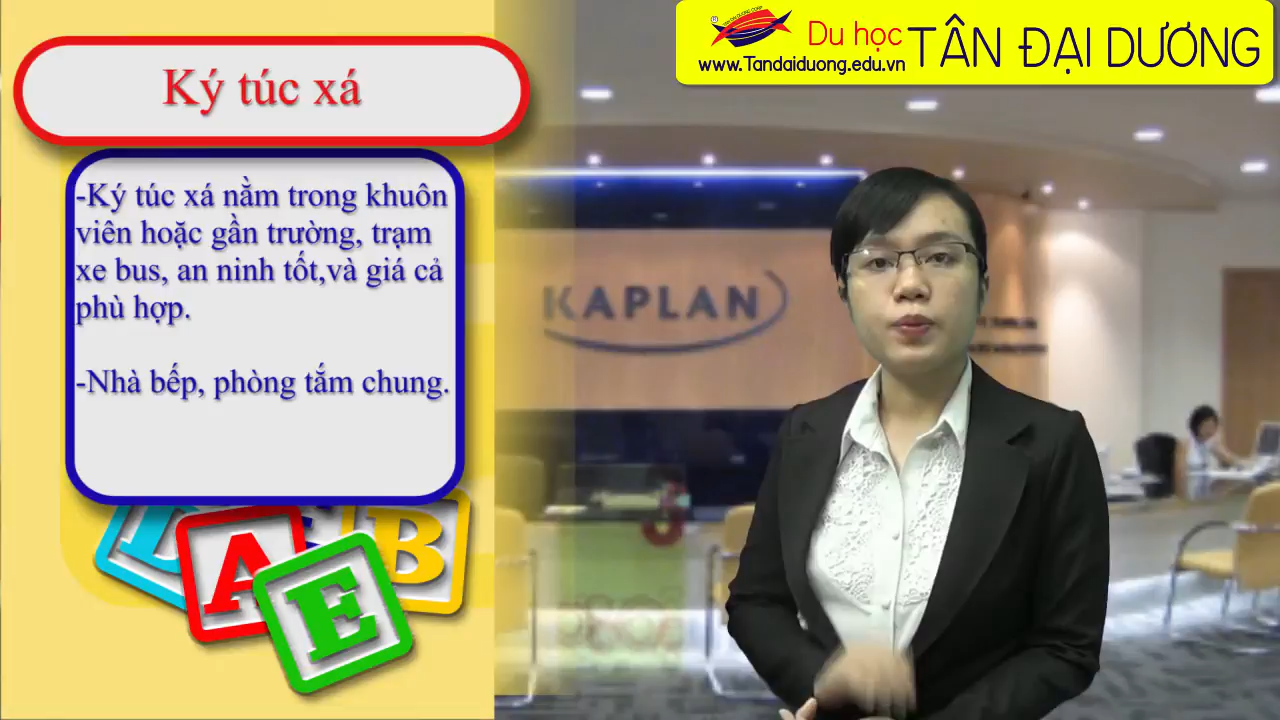 Ký túc xá
-Ký túc xá nằm trong khuôn
viên hoặc gần trường, trạm
xe bus, an ninh tốt,và giá cả
phù hợp.
-Nhà bếp, phòng tắm chung.
Du học TÂN ĐẠI DƯƠNG
www.Tandaiduong.edu.vn
KAPLAN
A
E
B